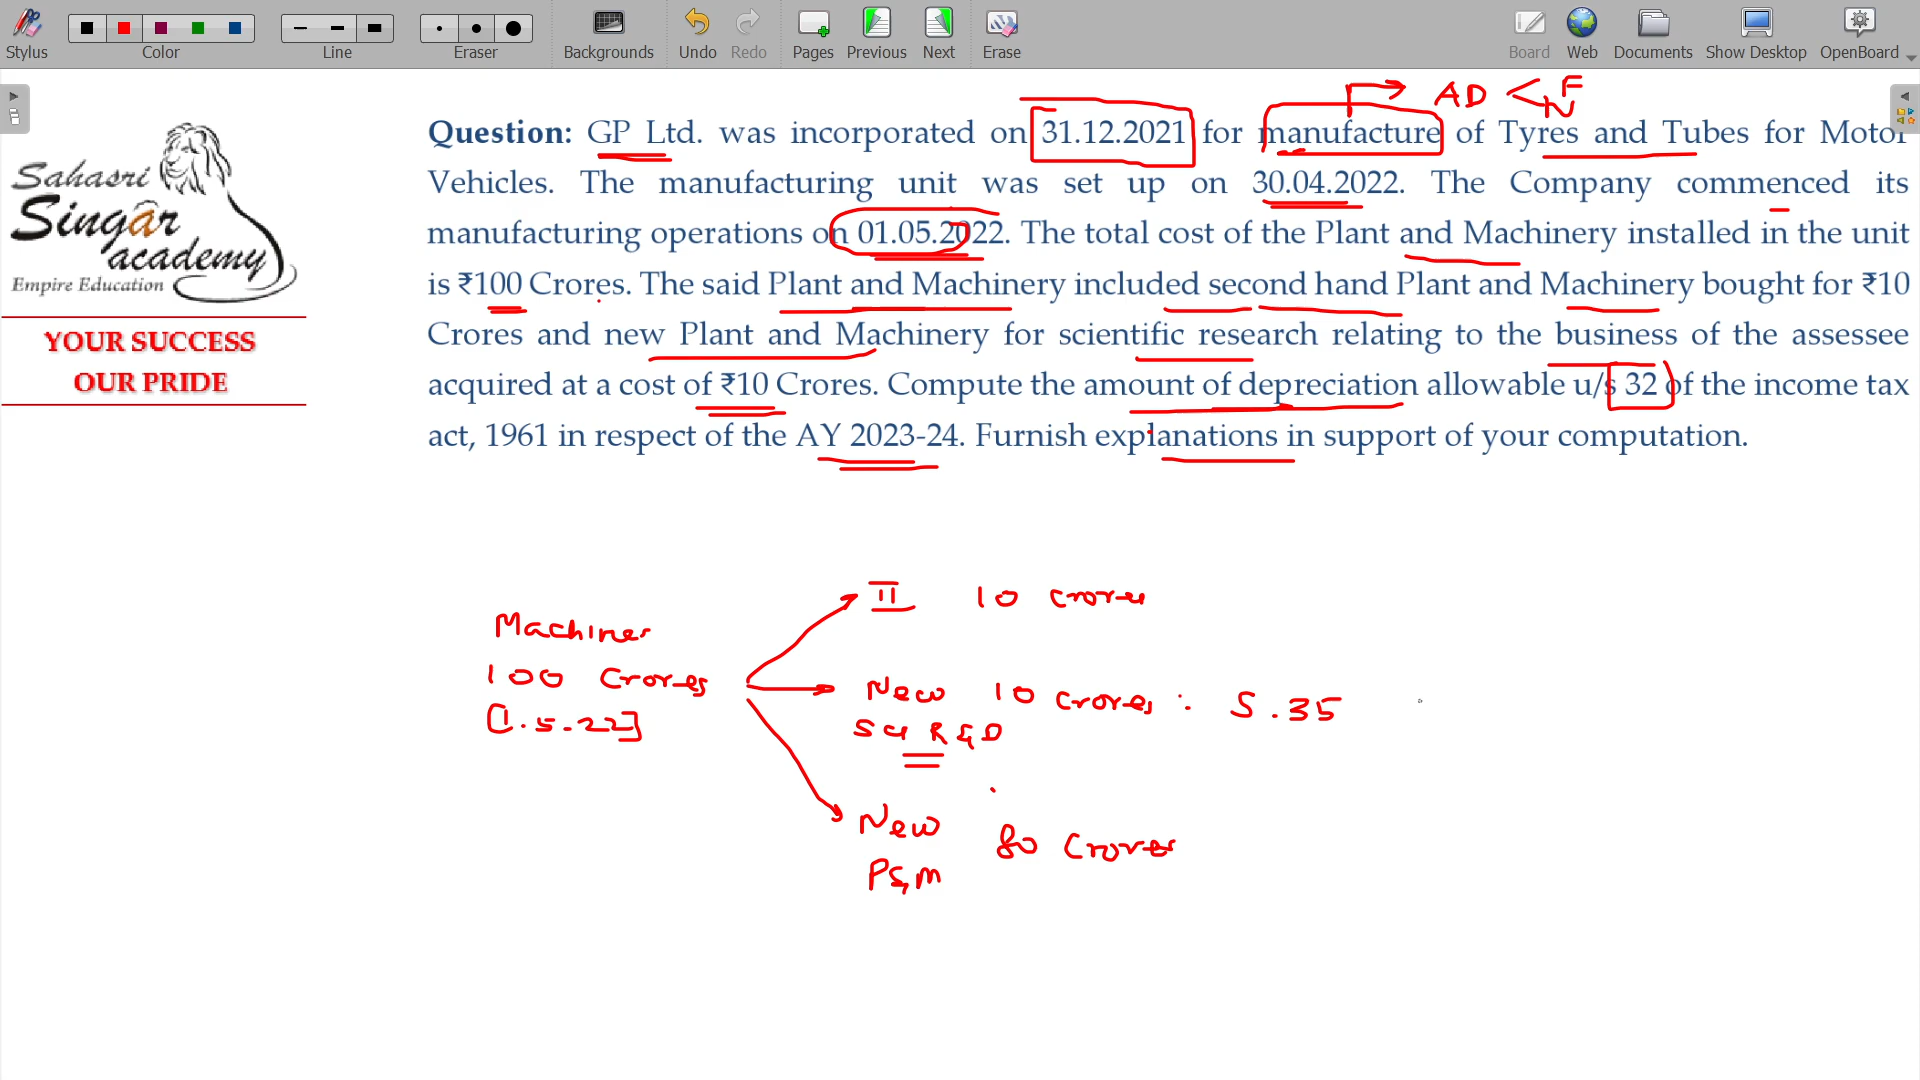 Stylus
Color
Line
Eraser
Backgrounds
Undo
Redo
Pages
Previous
Next
Erase
Board
Web
Documents
Show Desktop
OpenBoard
AD < F
N
Question: GP Ltd. was incorporated on 31.12.2021 for manufacture of Tyres and Tubes for Motor
Vehicles. The manufacturing unit was set up on 30.04.2022. The Company commenced its
manufacturing operations on 01.05.2022. The total cost of the Plant and Machinery installed in the unit
is ₹100 Crores. The said Plant and Machinery included second hand Plant and Machinery bought for ₹10
Crores and new Plant and Machinery for scientific research relating to the business of the assessee
acquired at a cost of ₹10 Crores. Compute the amount of depreciation allowable u/s 32 of the income tax
act, 1961 in respect of the AY 2023-24. Furnish explanations in support of your computation.
Sahasri
Singar
academy
Empire Education
YOUR SUCCESS
OUR PRIDE
II 10 Crores
Machines
100 Crores
[1.5.22]
New 10 Crores : S.35
Sci R&D
New 80 Crores
P&M